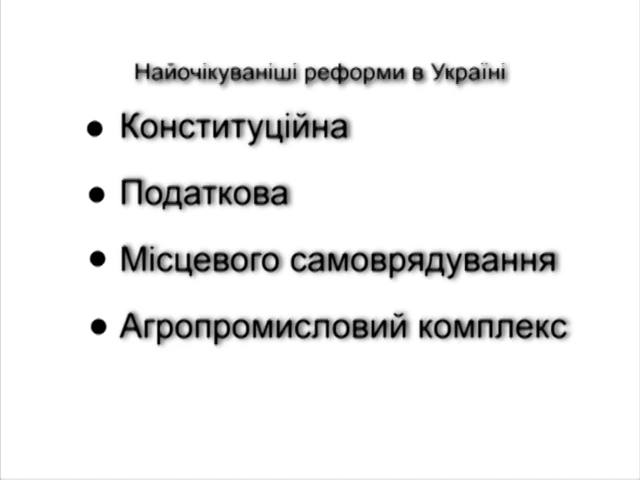 Найочікуваніші реформи в Україні
• Конституційна
• Податкова
• Місцевого самоврядування
• Агропромисловий комплекс